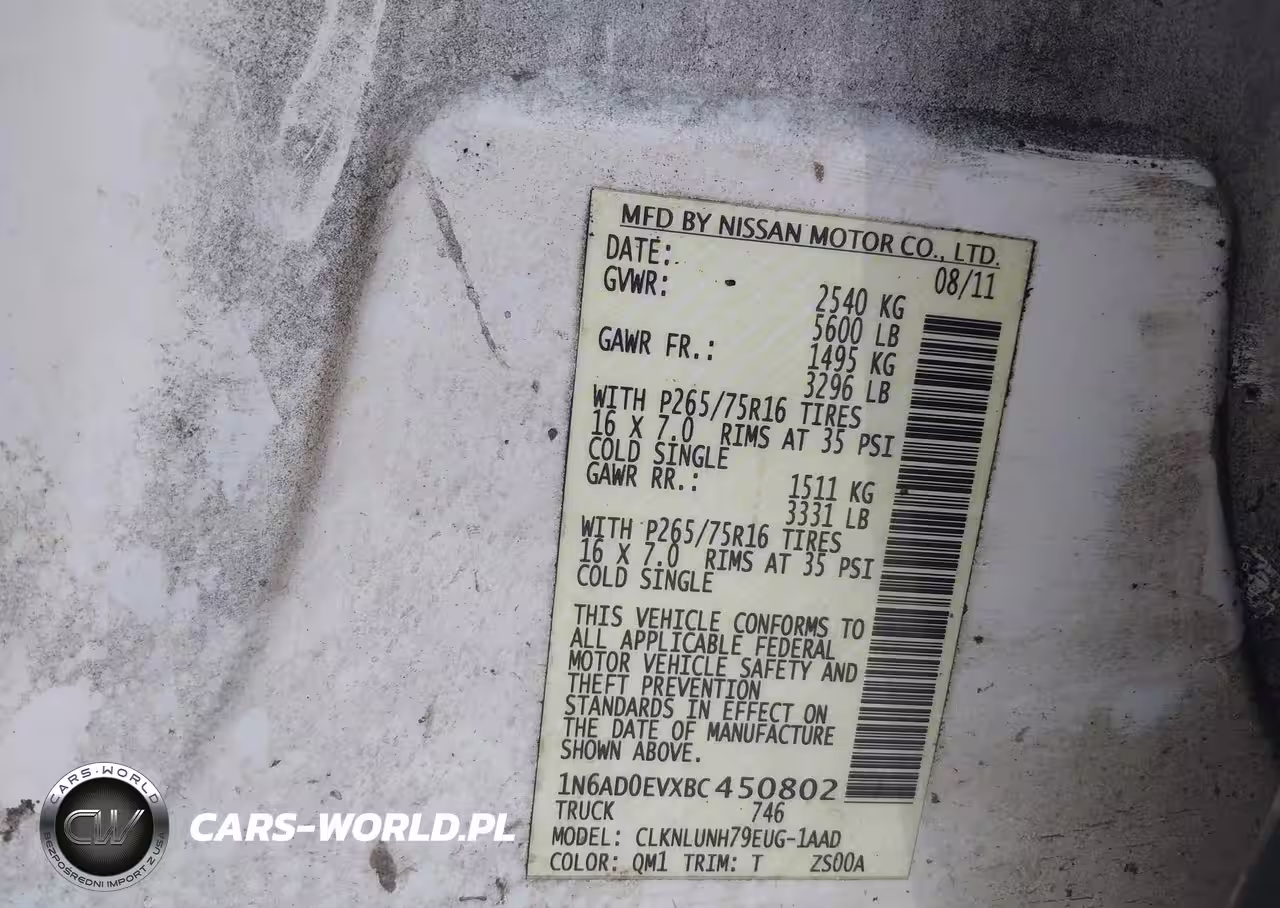 MFD BY NISSAN MOTOR CO., LTD.
DATE: 08/11
GVWR: 2540 KG
5600 LB
GAWR FR.: 1495 KG
3296 LB
WITH P265/75R16 TIRES
16 X 7.0 RIMS AT 35 PSI
COLD SINGLE
GAWR RR.: 1511 KG
3331 LB
WITH P265/75R16 TIRES
16 X 7.0 RIMS AT 35 PSI
COLD SINGLE
THIS VEHICLE CONFORMS TO
ALL APPLICABLE FEDERAL
MOTOR VEHICLE SAFETY AND
THEFT PREVENTION
STANDARDS IN EFFECT ON
THE DATE OF MANUFACTURE
SHOWN ABOVE.
1N6AD0EVXBC450802
TRUCK 746
MODEL: CLKNLUNH79EUG-1AAD
COLOR: QM1 TRIM: T ZS00A
CARS-WORLD
CW
BEZPOŚREDNI IMPORT Z USA
CARS-WORLD.PL